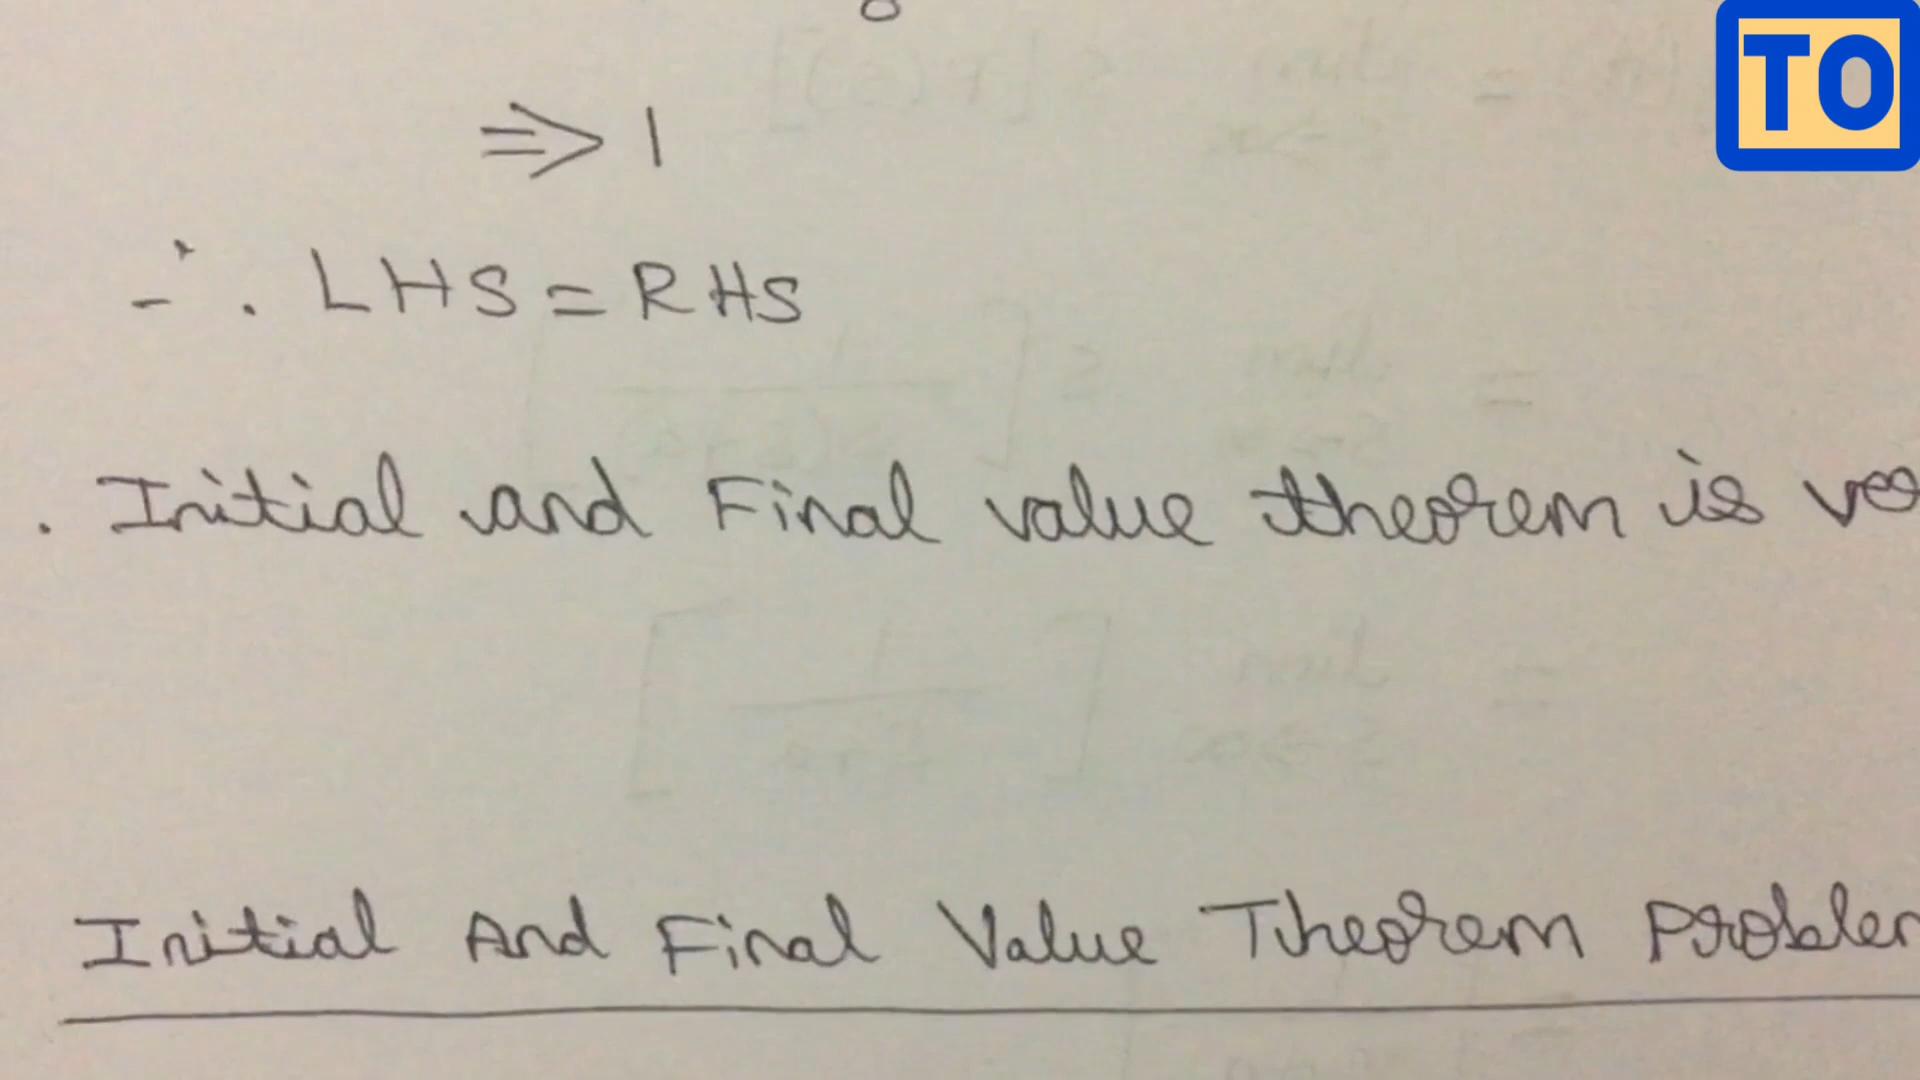 TO
⇒ 1
∴ LHS = RHS
. Initial and Final value theorem is
Initial And Final Value Theorem